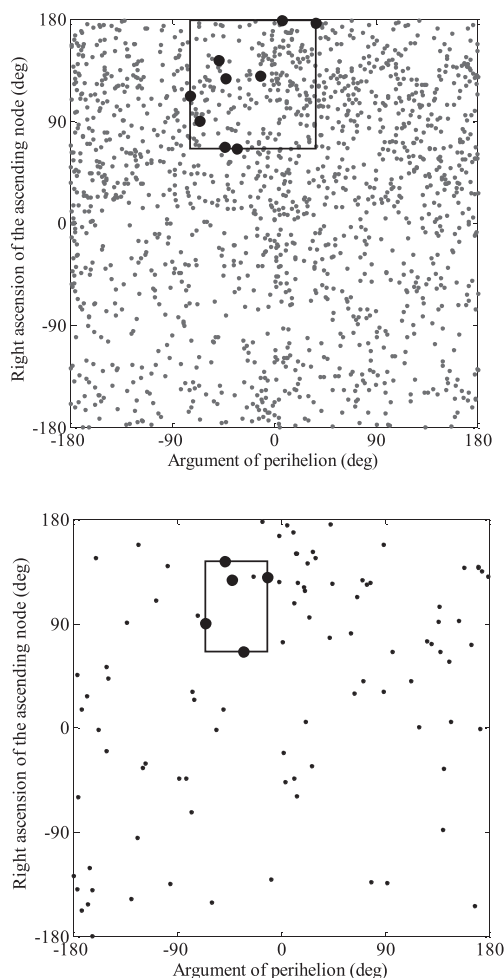 180
90
0
-90
-180
Right ascension of the ascending node (deg)
-180 -90 0 90 180
Argument of perihelion (deg)
180
90
0
-90
-180
Right ascension of the ascending node (deg)
-180 -90 0 90 180
Argument of perihelion (deg)